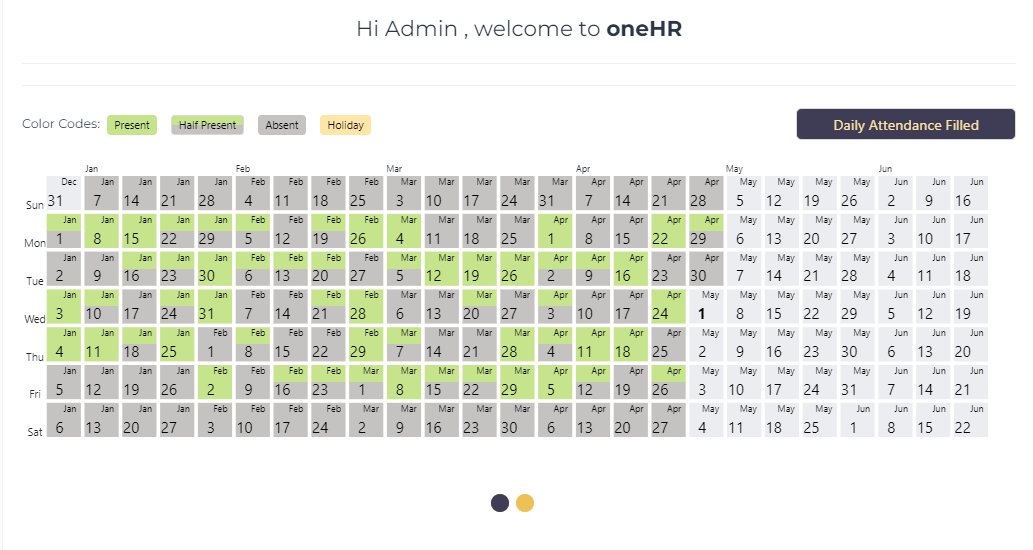 Hi Admin , welcome to oneHR
Color Codes: Present Half Present Absent Holiday Daily Attendance Filled
Jan Feb Mar Apr May Jun
Dec Jan Jan Jan Jan Feb Feb Feb Feb Mar Mar Mar Mar Mar Apr Apr Apr Apr May May May May Jun Jun Jun
Sun 31 7 14 21 28 4 11 18 25 3 10 17 24 31 7 14 21 28 5 12 19 26 2 9 16
Jan Jan Jan Jan Jan Feb Feb Feb Feb Mar Mar Mar Mar Apr Apr Apr Apr Apr May May May May Jun Jun Jun
Mon 1 8 15 22 29 5 12 19 26 4 11 18 25 1 8 15 22 29 6 13 20 27 3 10 17
Jan Jan Jan Jan Jan Feb Feb Feb Feb Mar Mar Mar Mar Apr Apr Apr Apr Apr May May May May Jun Jun Jun
Tue 2 9 16 23 30 6 13 20 27 5 12 19 26 2 9 16 23 30 7 14 21 28 4 11 18
Jan Jan Jan Jan Jan Feb Feb Feb Feb Mar Mar Mar Mar Apr Apr Apr Apr May May May May May Jun Jun Jun
Wed 3 10 17 24 31 7 14 21 28 6 13 20 27 3 10 17 24 1 8 15 22 29 5 12 19
Jan Jan Jan Jan Feb Feb Feb Feb Feb Mar Mar Mar Mar Apr Apr Apr Apr May May May May May Jun Jun Jun
Thu 4 11 18 25 1 8 15 22 29 7 14 21 28 4 11 18 25 2 9 16 23 30 6 13 20
Jan Jan Jan Jan Feb Feb Feb Feb Mar Mar Mar Mar Mar Apr Apr Apr Apr May May May May May Jun Jun Jun
Fri 5 12 19 26 2 9 16 23 1 8 15 22 29 5 12 19 26 3 10 17 24 31 7 14 21
Jan Jan Jan Jan Feb Feb Feb Feb Mar Mar Mar Mar Mar Apr Apr Apr Apr May May May May Jun Jun Jun Jun
Sat 6 13 20 27 3 10 17 24 2 9 16 23 30 6 13 20 27 4 11 18 25 1 8 15 22